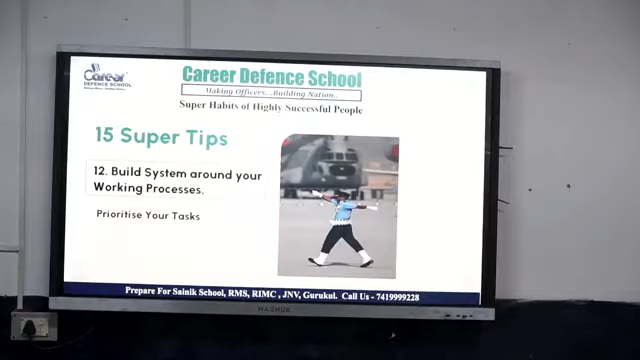 Career
DEFENCE SCHOOL
Career Defence School
Making Officers...Building Nation..
Super Habits of Highly Successful People
15 Super Tips
12. Build System around your
Working Processes.
Prioritise Your Tasks
Prepare For Sainik School, RMS, RIMC , JNV, Gurukul. Call Us - 7419999228
MAXHUB